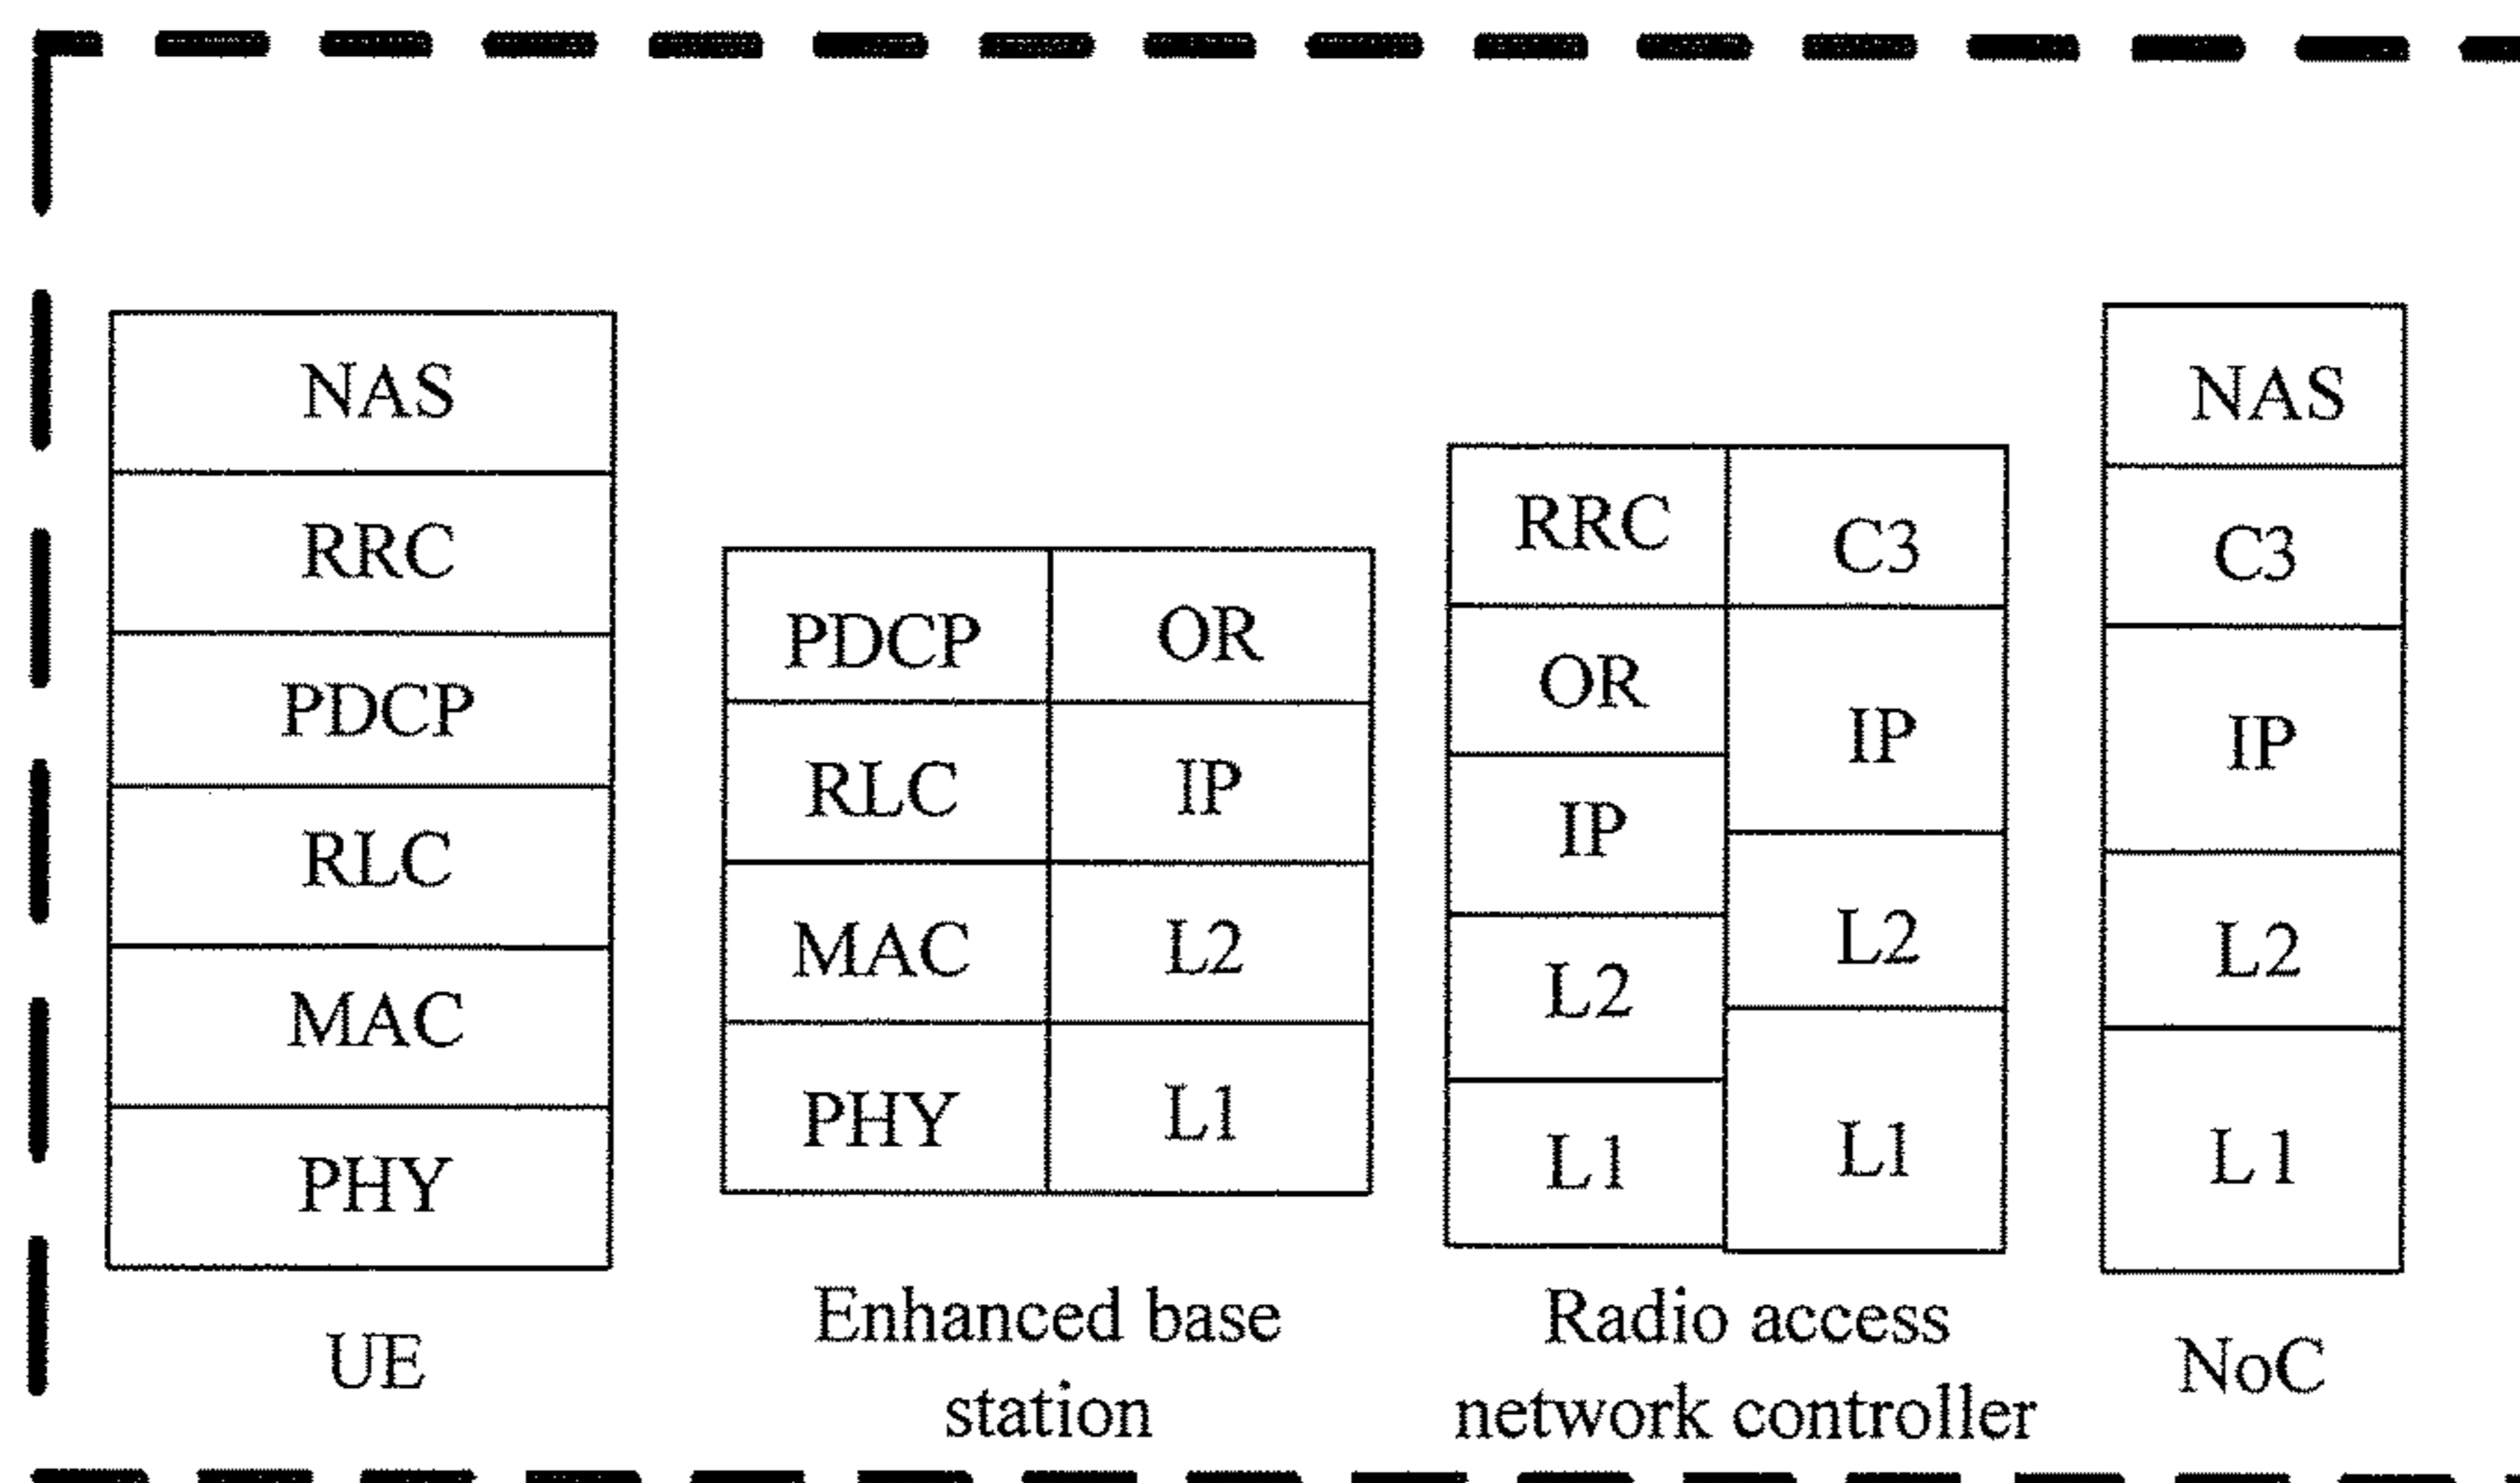 NAS
RRC
PDCP
RLC
MAC
PHY
UE
PDCP OR
RLC IP
MAC L2
PHY L1
Enhanced base
station
RRC
OR
IP
L2
L1
C3
IP
L2
L1
Radio access
network controller
NAS
C3
IP
L2
L1
NoC